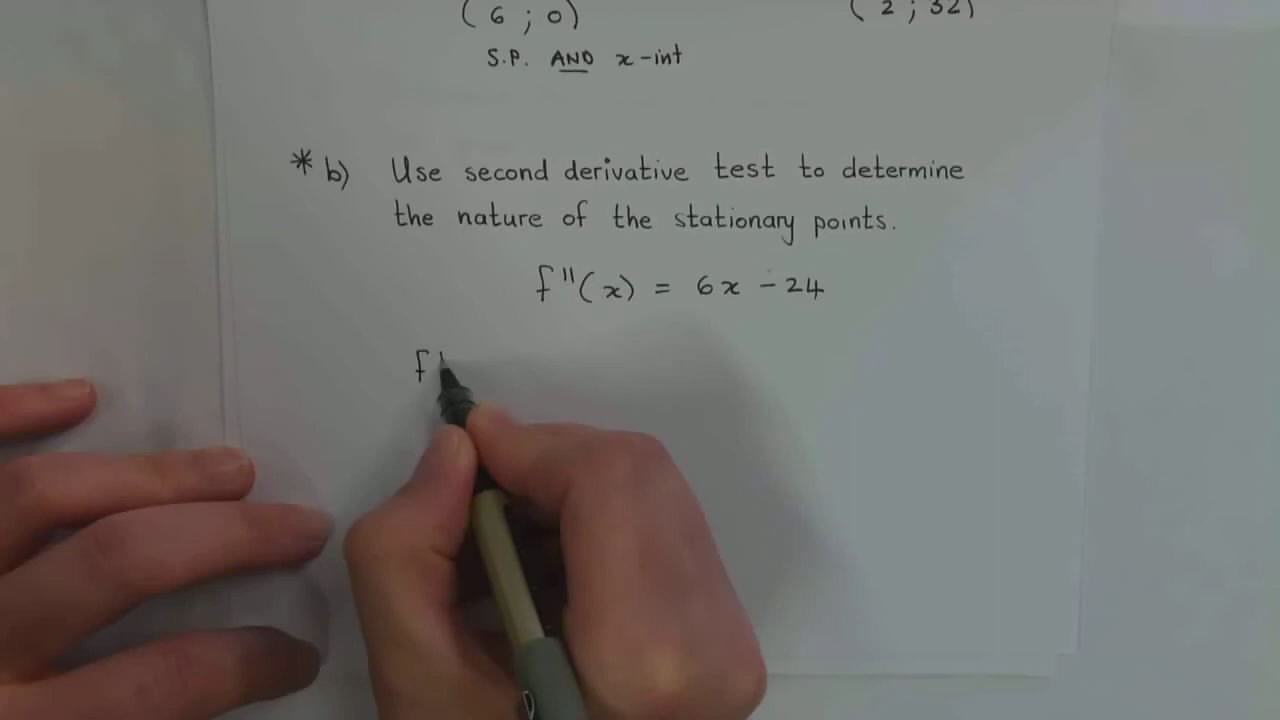 ( 6 ; 0 ) ( 2 ; 32 )
S.P. AND x-int
* b) Use second derivative test to determine
the nature of the stationary points.
f"(x) = 6x - 24
f'